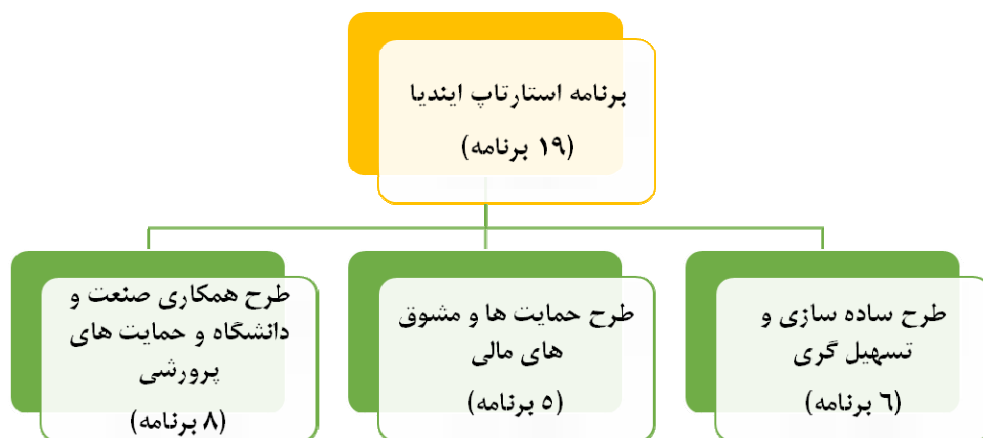 برنامه استارتاپ ایندیا
(۱۹ برنامه)
طرح ساده سازی و
تسهیل گری
(۶ برنامه)
طرح حمایت ها و مشوق
های مالی
(۵ برنامه)
طرح همکاری صنعت و
دانشگاه و حمایت های
پرورشی
(۸ برنامه)